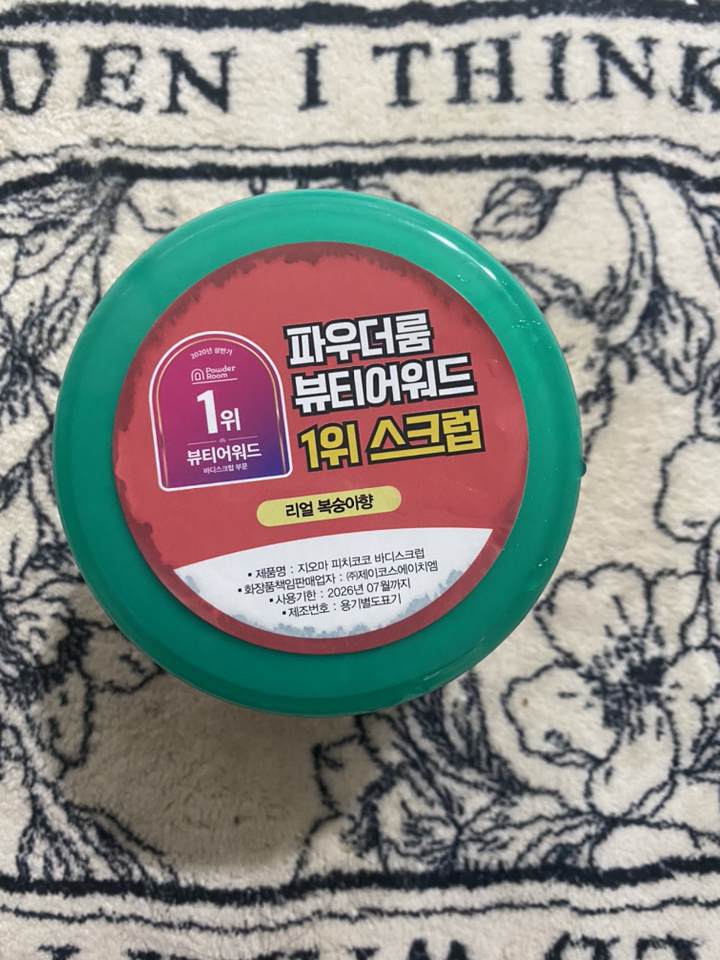 DEN I THINK
파우더룸
뷰티어워드
1위 스크럽
2020년 상반기
Powder
Room
1위
뷰티어워드
바디스크럽 부문
리얼 복숭아향
▪ 제품명 : 지오마 피치코코 바디스크럽
▪ 화장품책임판매업자 : ㈜제이코스에이치엠
▪ 사용기한 : 2026년 07월까지
▪ 제조번호 : 용기별도표기